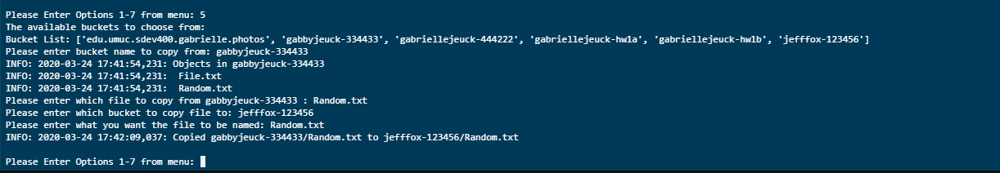 Please Enter Options 1-7 from menu: 5
The available buckets to choose from:
Bucket List: ['edu.umuc.sdev400.gabrielle.photos', 'gabbyjeuck-334433', 'gabriellejeuck-444222', 'gabriellejeuck-hw1a', 'gabriellejeuck-hw1b', 'jefffox-123456']
Please enter bucket name to copy from: gabbyjeuck-334433
INFO: 2020-03-24 17:41:54,231: Objects in gabbyjeuck-334433
INFO: 2020-03-24 17:41:54,231:  File.txt
INFO: 2020-03-24 17:41:54,231:  Random.txt
Please enter which file to copy from gabbyjeuck-334433 : Random.txt
Please enter which bucket to copy file to: jefffox-123456
Please enter what you want the file to be named: Random.txt
INFO: 2020-03-24 17:42:09,037: Copied gabbyjeuck-334433/Random.txt to jefffox-123456/Random.txt
Please Enter Options 1-7 from menu: